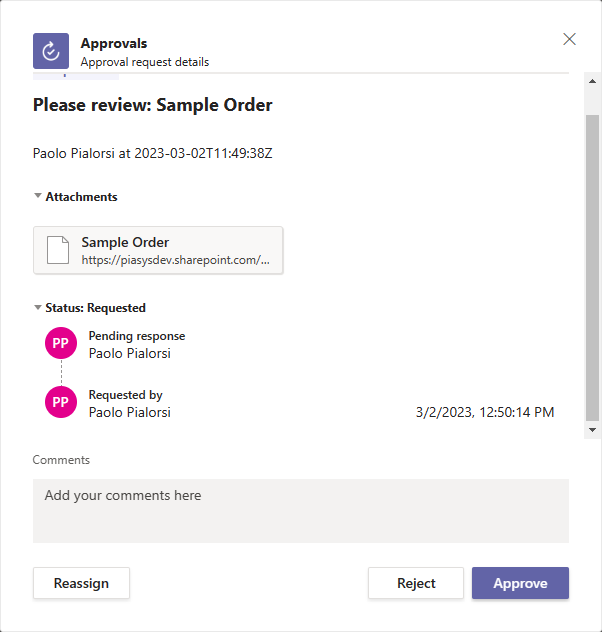 Approvals
Approval request details
Please review: Sample Order
Paolo Pialorsi at 2023-03-02T11:49:38Z
Attachments
Sample Order
https://piasysdev.sharepoint.com/...
Status: Requested
PP
Pending response
Paolo Pialorsi
PP
Requested by
Paolo Pialorsi
3/2/2023, 12:50:14 PM
Comments
Add your comments here
Reassign
Reject
Approve